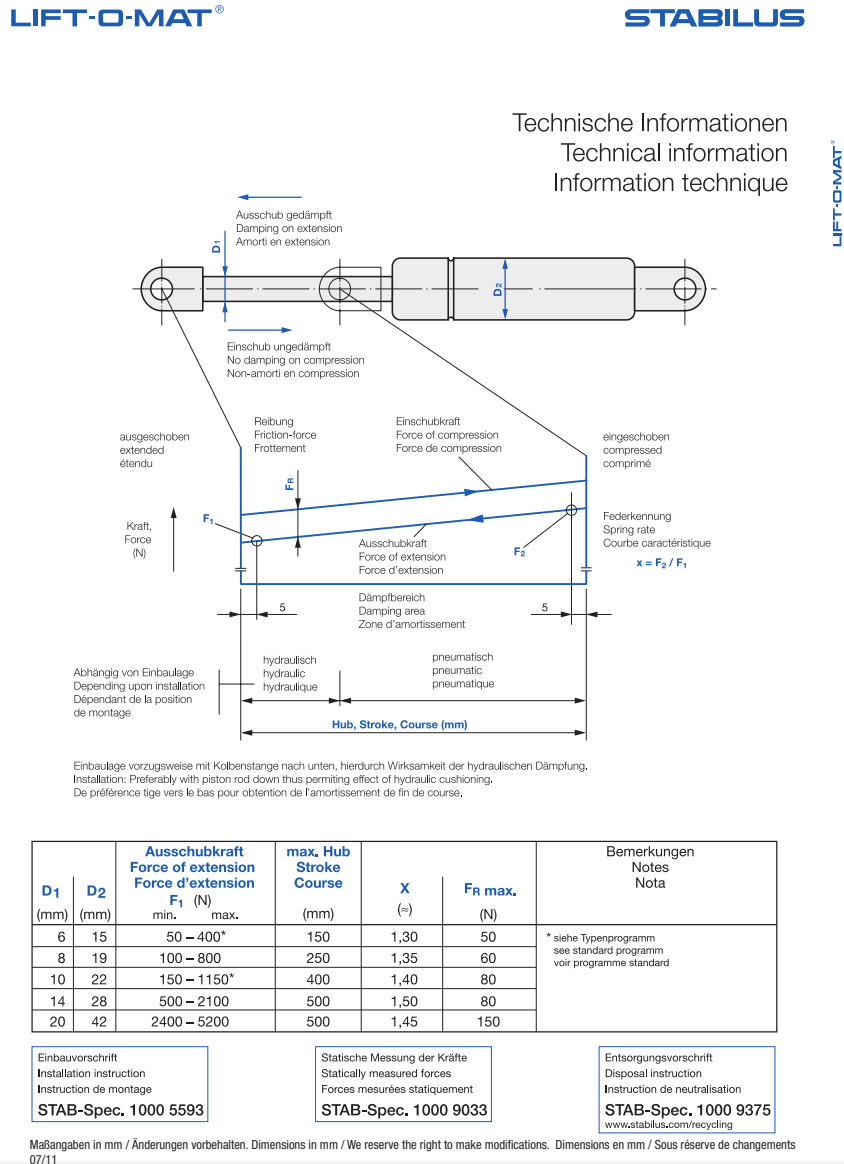 LIFT-O-MAT®
STABILUS
Technische Informationen
Technical information
Information technique
LIFT-O-MAT®
Ausschub gedämpft
Damping on extension
Amorti en extension
D1
D2
Einschub ungedämpft
No damping on compression
Non-amorti en compression
ausgeschoben
extended
étendu
Reibung
Friction-force
Frottement
Einschubkraft
Force of compression
Force de compression
eingeschoben
compressed
comprimé
FR
Kraft,
Force
(N)
F1
Ausschubkraft
Force of extension
Force d'extension
F2
Federkennung
Spring rate
Courbe caractéristique
x = F2 / F1
5
Dämpfbereich
Damping area
Zone d'amortissement
5
Abhängig von Einbaulage
Depending upon installation
Dépendant de la position
de montage
hydraulisch
hydraulic
hydraulique
pneumatisch
pneumatic
pneumatique
Hub, Stroke, Course (mm)
Einbaulage vorzugsweise mit Kolbenstange nach unten, hierdurch Wirksamkeit der hydraulischen Dämpfung.
Installation: Preferably with piston rod down thus permiting effect of hydraulic cushioning.
De préférence tige vers le bas pour obtention de l'amortissement de fin de course.
D1
(mm)
D2
(mm)
Ausschubkraft
Force of extension
Force d'extension
F1 (N)
min. max.
max. Hub
Stroke
Course
(mm)
X
(≈)
FR max.
(N)
Bemerkungen
Notes
Nota
6 15 50 – 400* 150 1,30 50
8 19 100 – 800 250 1,35 60
10 22 150 – 1150* 400 1,40 80
14 28 500 – 2100 500 1,50 80
20 42 2400 – 5200 500 1,45 150
* siehe Typenprogramm
see standard programm
voir programme standard
Einbauvorschrift
Installation instruction
Instruction de montage
STAB-Spec. 1000 5593
Statische Messung der Kräfte
Statically measured forces
Forces mesurées statiquement
STAB-Spec. 1000 9033
Entsorgungsvorschrift
Disposal instruction
Instruction de neutralisation
STAB-Spec. 1000 9375
www.stabilus.com/recycling
Maßangaben in mm / Änderungen vorbehalten. Dimensions in mm / We reserve the right to make modifications. Dimensions en mm / Sous réserve de changements
07/11